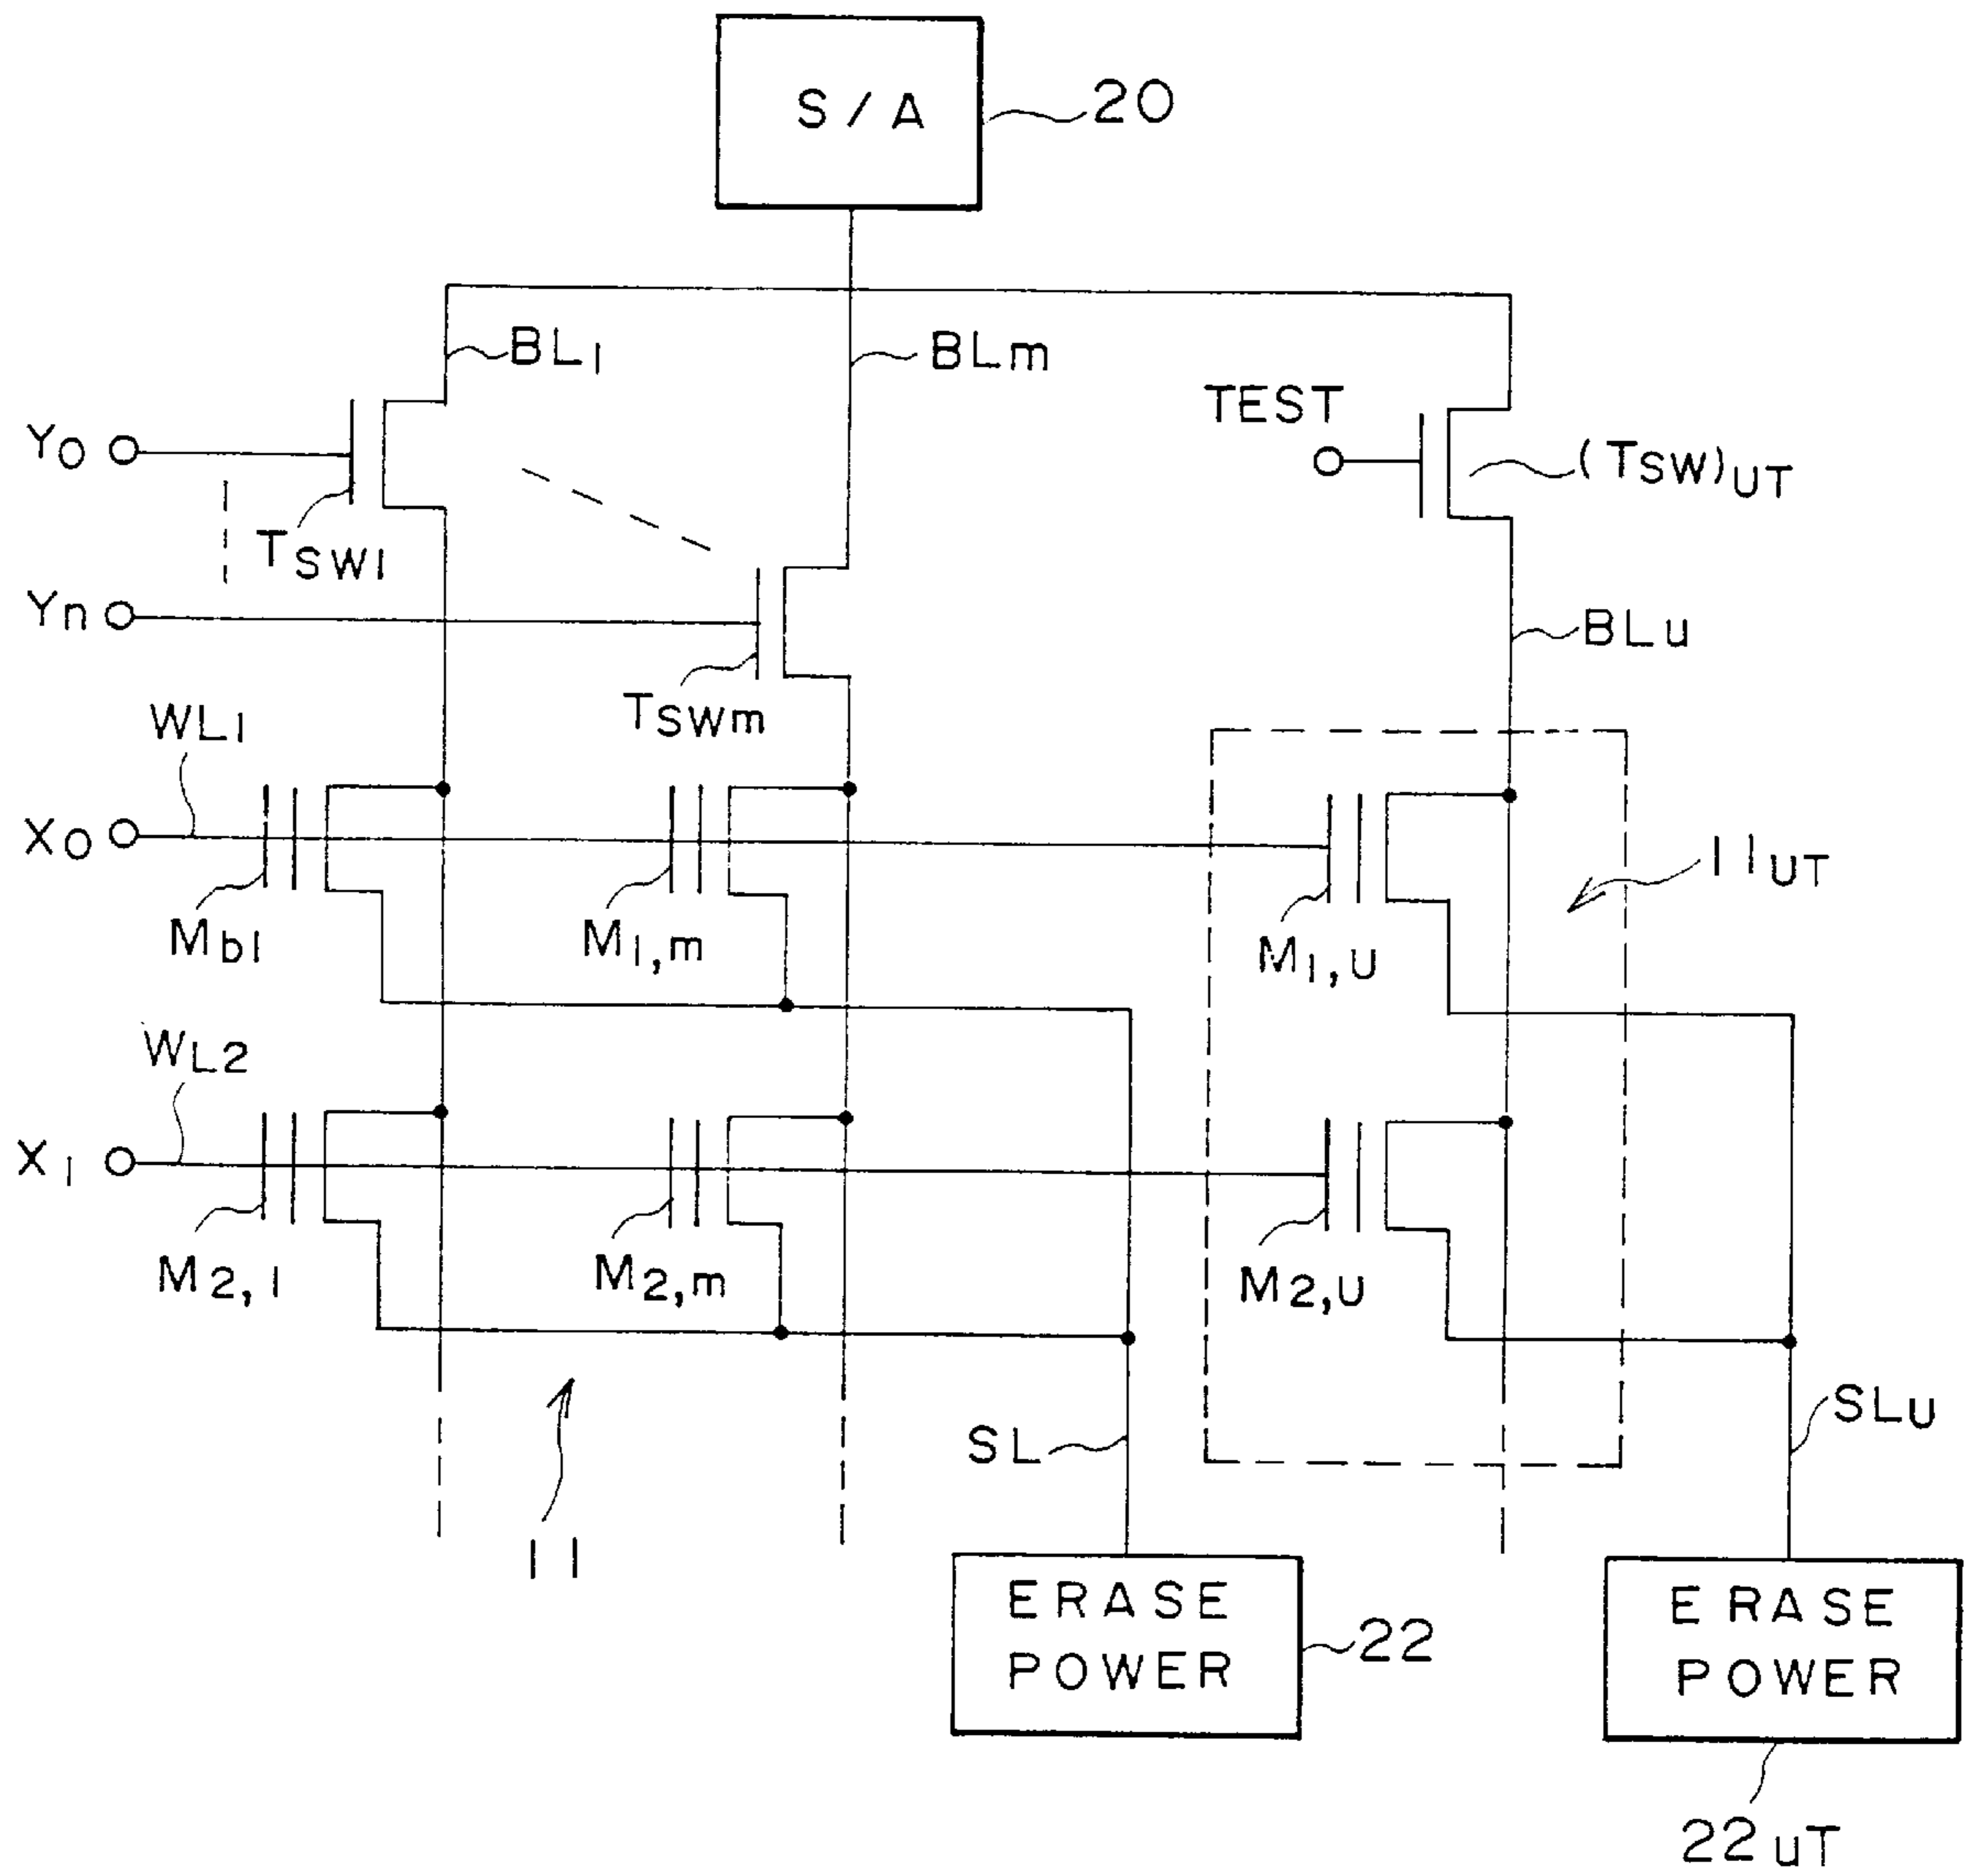 S/A
20
BL1
BLm
TEST
Y0
(TSW)UT
TSW1
Yn
BLu
TSWm
WL1
X0
11UT
Mb1
M1,m
M1,U
WL2
X1
M2,1
M2,m
M2,U
SL
SLU
11
ERASE
POWER
22
ERASE
POWER
22uT